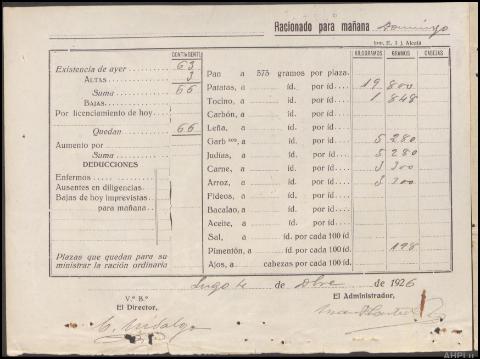 Racionado para mañana Domingo
Imp. E. J. j. Alcalá
CONTINGENTE KILOGRAMOS GRAMOS CABEZAS
Existencia de ayer... 63
ALTAS... 3
Suma 66
BAJAS.
Por licenciamiento de hoy..
Quedan 66
Aumento por
Suma
DEDUCCIONES
Enfermos
Ausentes en diligencias.
Bajas de hoy imprevistas
para mañana
Plazas que quedan para su
ministrar la ración ordinario
Pan a 575 gramos por plaza.
Patatas, a id. por id.... 19 800
Tocino, a id. por id.... 1 848
Carbón, a id. por id....
Leña, a id. por id....
Garb zos, a id. por id.... 5 280
Judias, a id. por id.... 5 280
Carne, a id. por id.... 3 300
Arroz, a id. por id.... 3 300
Fideos, a id. por id....
Bacalao, a id. por id....
Aceite, a id. por id....
Sal, a id. por cada 100 id.
Pimentón, a id. por cada 100 id. 198
Ajos, a cabezas por cada 100 id.
Lugo 4 de Dbre de 1926
V.º B.º
El Director,
El Administrador,
M. Hidalgo
AHPL